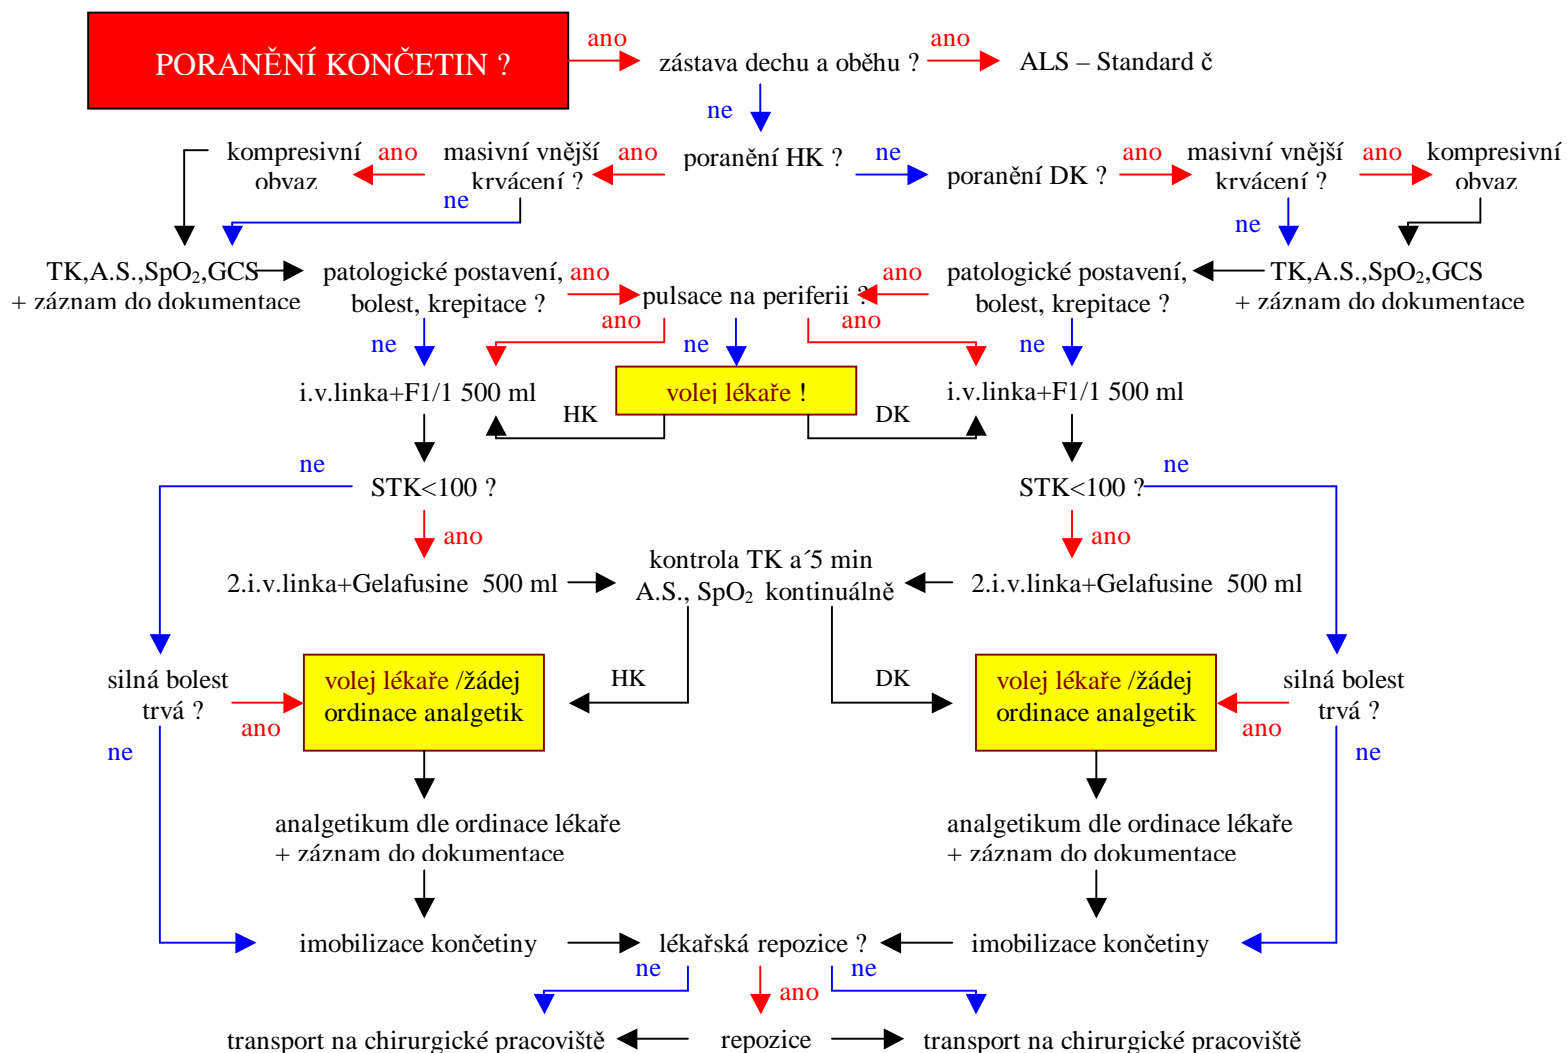 PORANĚNÍ KONČETIN ?
ano
zástava dechu a oběhu ?
ano
ALS – Standard č
ne
kompresivní
obvaz
ano
masivní vnější
krvácení ?
ano
poranění HK ?
ne
poranění DK ?
ano
masivní vnější
krvácení ?
ano
kompresivní
obvaz
ne
ne
TK,A.S.,SpO₂,GCS
+ záznam do dokumentace
patologické postavení,
bolest, krepitace ?
ano
pulsace na periferii ?
ano
patologické postavení,
bolest, krepitace ?
TK,A.S.,SpO₂,GCS
+ záznam do dokumentace
ano
ano
ne
ne
ne
i.v.linka+F1/1 500 ml
volej lékaře !
i.v.linka+F1/1 500 ml
HK
DK
ne
ne
STK<100 ?
STK<100 ?
ano
ano
2.i.v.linka+Gelafusine 500 ml
kontrola TK a´5 min
A.S., SpO₂ kontinuálně
2.i.v.linka+Gelafusine 500 ml
silná bolest
trvá ?
ano
volej lékaře /žádej
ordinace analgetik
HK
DK
volej lékaře /žádej
ordinace analgetik
ano
silná bolest
trvá ?
ne
ne
analgetikum dle ordinace lékaře
+ záznam do dokumentace
analgetikum dle ordinace lékaře
+ záznam do dokumentace
imobilizace končetiny
lékařská repozice ?
imobilizace končetiny
ne
ano
ne
transport na chirurgické pracoviště
repozice
transport na chirurgické pracoviště